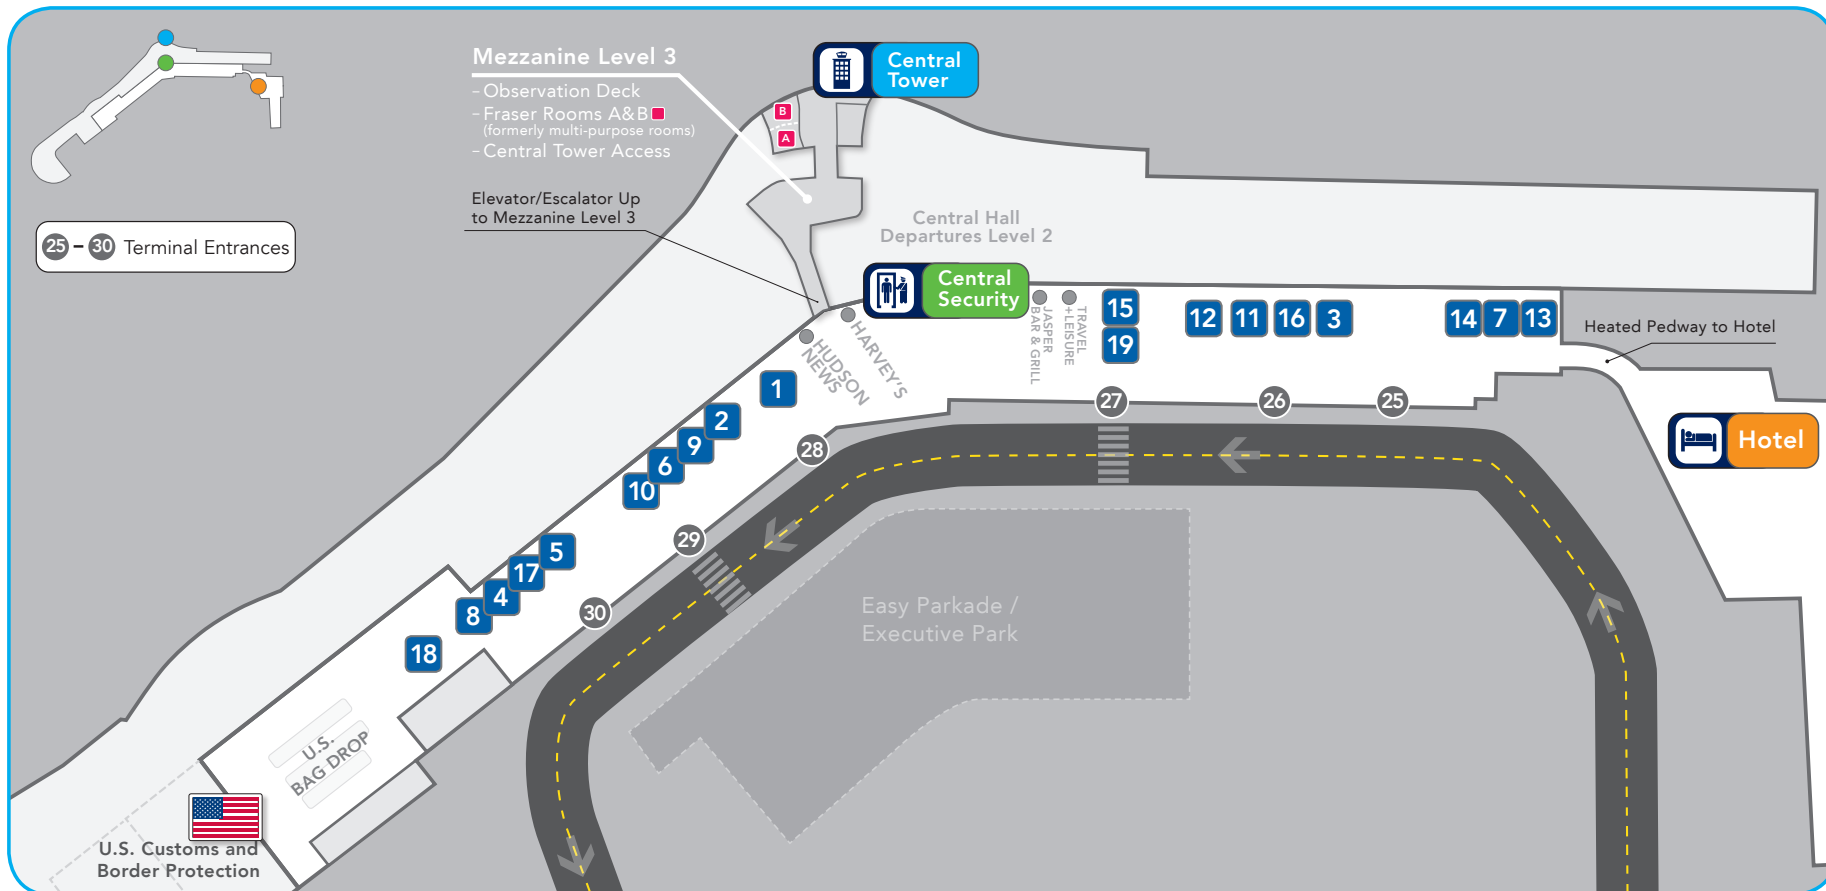 Mezzanine Level 3
- Observation Deck
- Fraser Rooms A&B
(formerly multi-purpose rooms)
- Central Tower Access
Elevator/Escalator Up
to Mezzanine Level 3
25 - 30 Terminal Entrances
B
A
Central
Tower
Central Hall
Departures Level 2
Central
Security
HARVEY'S
HUDSON
NEWS
JASPER
BAR & GRILL
TRAVEL
+LEISURE
15
19
12
11
16
3
14
7
13
Heated Pedway to Hotel
Hotel
27
26
25
28
29
30
1
2
9
6
10
5
17
4
8
18
Easy Parkade /
Executive Park
U.S.
BAG DROP
U.S. Customs and
Border Protection